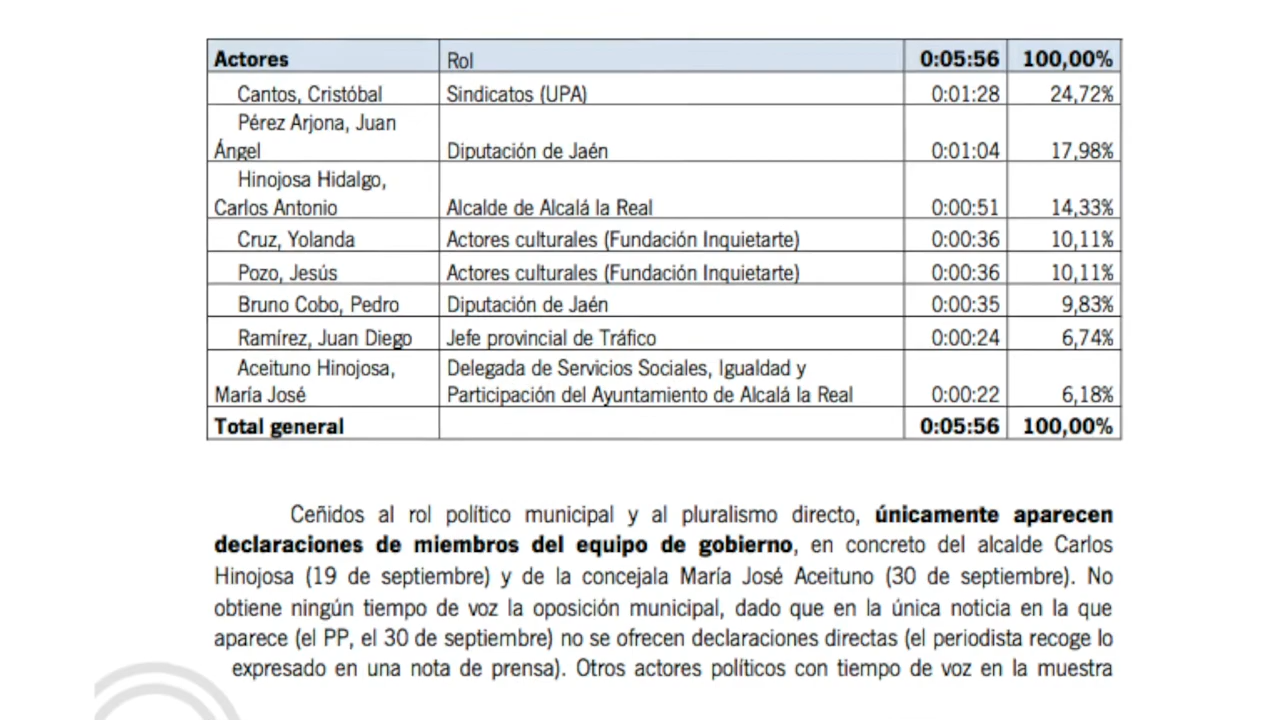 Actores Rol 0:05:56 100,00%
Cantos, Cristóbal Sindicatos (UPA) 0:01:28 24,72%
Pérez Arjona, Juan
Ángel Diputación de Jaén 0:01:04 17,98%
Hinojosa Hidalgo,
Carlos Antonio Alcalde de Alcalá la Real 0:00:51 14,33%
Cruz, Yolanda Actores culturales (Fundación Inquietarte) 0:00:36 10,11%
Pozo, Jesús Actores culturales (Fundación Inquietarte) 0:00:36 10,11%
Bruno Cobo, Pedro Diputación de Jaén 0:00:35 9,83%
Ramírez, Juan Diego Jefe provincial de Tráfico 0:00:24 6,74%
Aceituno Hinojosa, Delegada de Servicios Sociales, Igualdad y
María José Participación del Ayuntamiento de Alcalá la Real 0:00:22 6,18%
Total general 0:05:56 100,00%
Ceñidos al rol político municipal y al pluralismo directo, únicamente aparecen
declaraciones de miembros del equipo de gobierno, en concreto del alcalde Carlos
Hinojosa (19 de septiembre) y de la concejala María José Aceituno (30 de septiembre). No
obtiene ningún tiempo de voz la oposición municipal, dado que en la única noticia en la que
aparece (el PP, el 30 de septiembre) no se ofrecen declaraciones directas (el periodista recoge lo
expresado en una nota de prensa). Otros actores políticos con tiempo de voz en la muestra